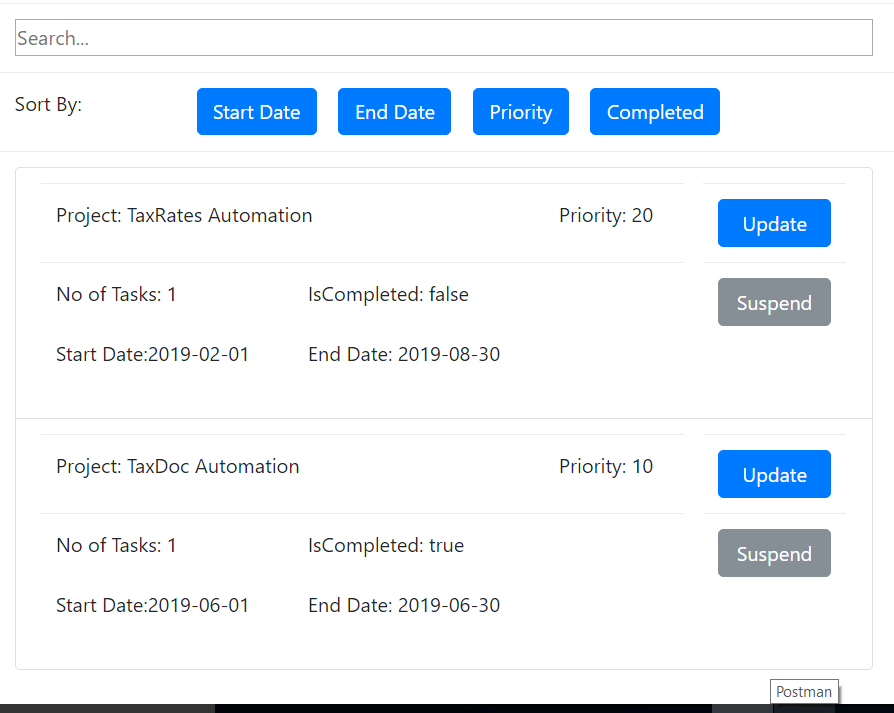 Search...
Sort By: Start Date End Date Priority Completed
Project: TaxRates Automation Priority: 20 Update
No of Tasks: 1 IsCompleted: false Suspend
Start Date:2019-02-01 End Date: 2019-08-30
Project: TaxDoc Automation Priority: 10 Update
No of Tasks: 1 IsCompleted: true Suspend
Start Date:2019-06-01 End Date: 2019-06-30
Postman